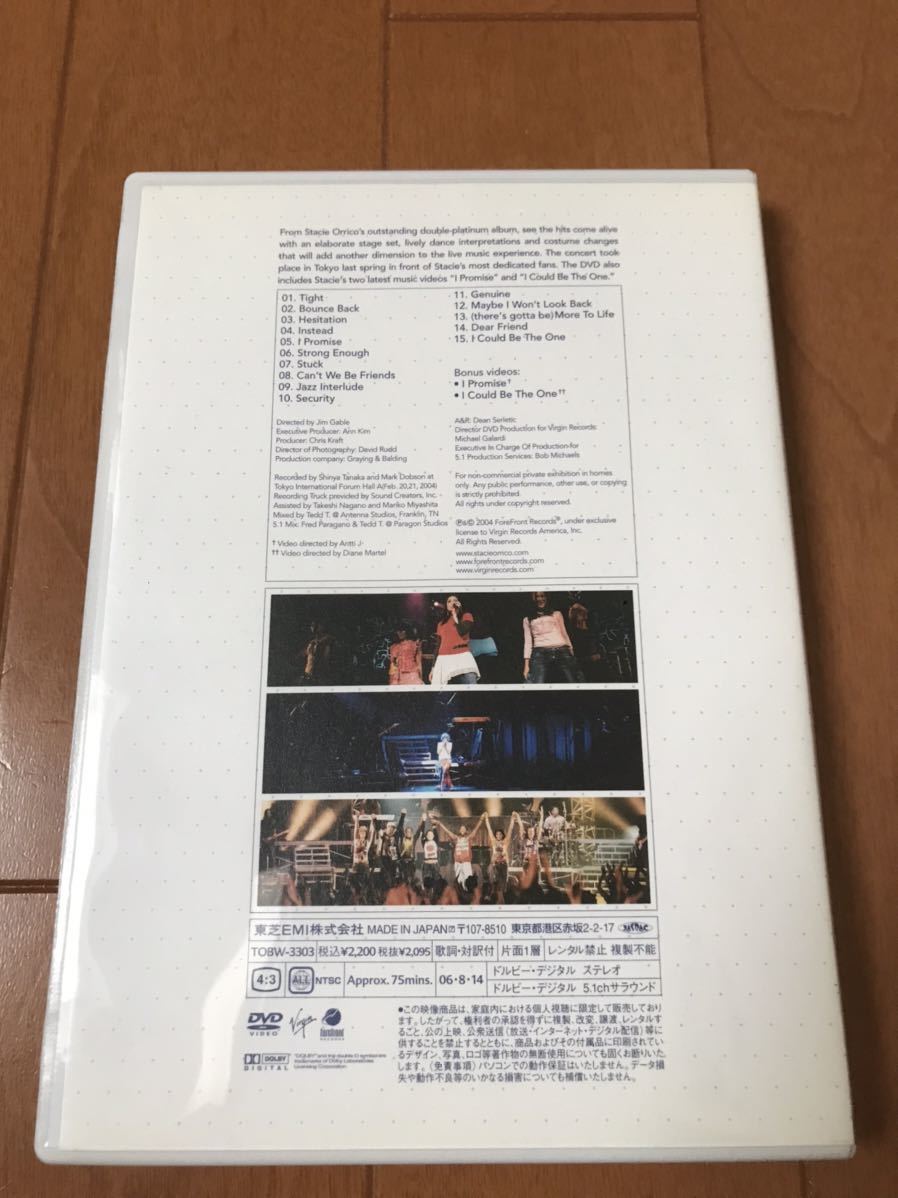 From Stacie Orrico's outstanding double-platinum album, see the hits come alive
with an elaborate stage set, lively dance interpretations and costume changes
that will add another dimension to the live music experience. The concert took
place in Tokyo last spring in front of Stacie's most dedicated fans. The DVD also
includes Stacie's two latest music videos "I Promise" and "I Could Be The One."
01. Tight
02. Bounce Back
03. Hesitation
04. Instead
05. I Promise
06. Strong Enough
07. Stuck
08. Can't We Be Friends
09. Jazz Interlude
10. Security
11. Genuine
12. Maybe I Won't Look Back
13. (there's gotta be)More To Life
14. Dear Friend
15. I Could Be The One
Bonus videos:
• I Promise†
• I Could Be The One††
Directed by Jim Gable
Executive Producer: Ann Kim
Producer: Chris Kraft
Director of Photography: David Rudd
Production company: Graying & Balding
Recorded by Shinya Tanaka and Mark Dobson at
Tokyo International Forum Hall A(Feb. 20,21, 2004)
Recording Truck provided by Sound Creators, Inc.
Assisted by Takeshi Nagano and Mariko Miyashita
Mixed by Tedd T. @ Antenna Studios, Franklin, TN
5.1 Mix: Fred Paragano & Tedd T. @ Paragon Studios
† Video directed by Antti J
†† Video directed by Diane Martel
A&R: Dean Serletic
Director DVD Production for Virgin Records:
Michael Galardi
Executive In Charge Of Production for
5.1 Production Services: Bob Michaels
For non-commercial private exhibition in homes
only. Any public performance, other use, or copying
is strictly prohibited.
All rights under copyright reserved.
℗&© 2004 ForeFront Records™, under exclusive
license to Virgin Records America, Inc.
All Rights Reserved.
www.stacieorrico.com
www.forefrontrecords.com
www.virginrecords.com
東芝EMI株式会社 MADE IN JAPAN 〒107-8510 東京都港区赤坂2-2-17 JASRAC
TOBW-3303 税込¥2,200 税抜¥2,095 歌詞・対訳付 片面1層 レンタル禁止 複製不能
4:3 ALL NTSC Approx. 75mins. 06・8・14 ドルビー・デジタル ステレオ
ドルビー・デジタル 5.1chサラウンド
DVD VIDEO Virgin forefront RECORDS
DOLBY DIGITAL "DOLBY" and the double-D symbol are
trademarks of Dolby Laboratories
Licensing Corporation.
●この映像商品は、家庭内における個人視聴に限定して販売しており
ます。したがって、権利者の承認を得ずに複製、改変、譲渡、レンタルす
ること、公の上映、公衆送信（放送・インターネット・デジタル配信）等に
供することを禁止するとともに、商品およびその付属品に印刷されてい
るデザイン、写真、ロゴ等著作物の無断使用についても固くお断りいた
します。（免責事項）パソコンでの動作保証はいたしません。データ損
失や動作不良等のいかなる損害についても補償いたしません。